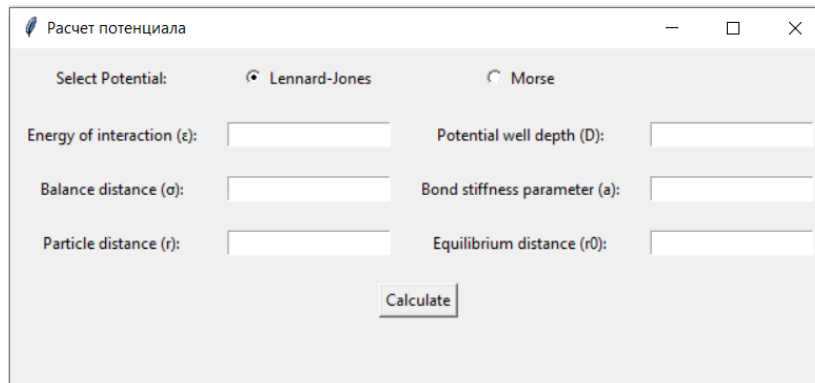 Расчет потенциала
Select Potential: Lennard-Jones Morse
Energy of interaction (ε): Potential well depth (D):
Balance distance (σ): Bond stiffness parameter (a):
Particle distance (r): Equilibrium distance (r0):
Calculate